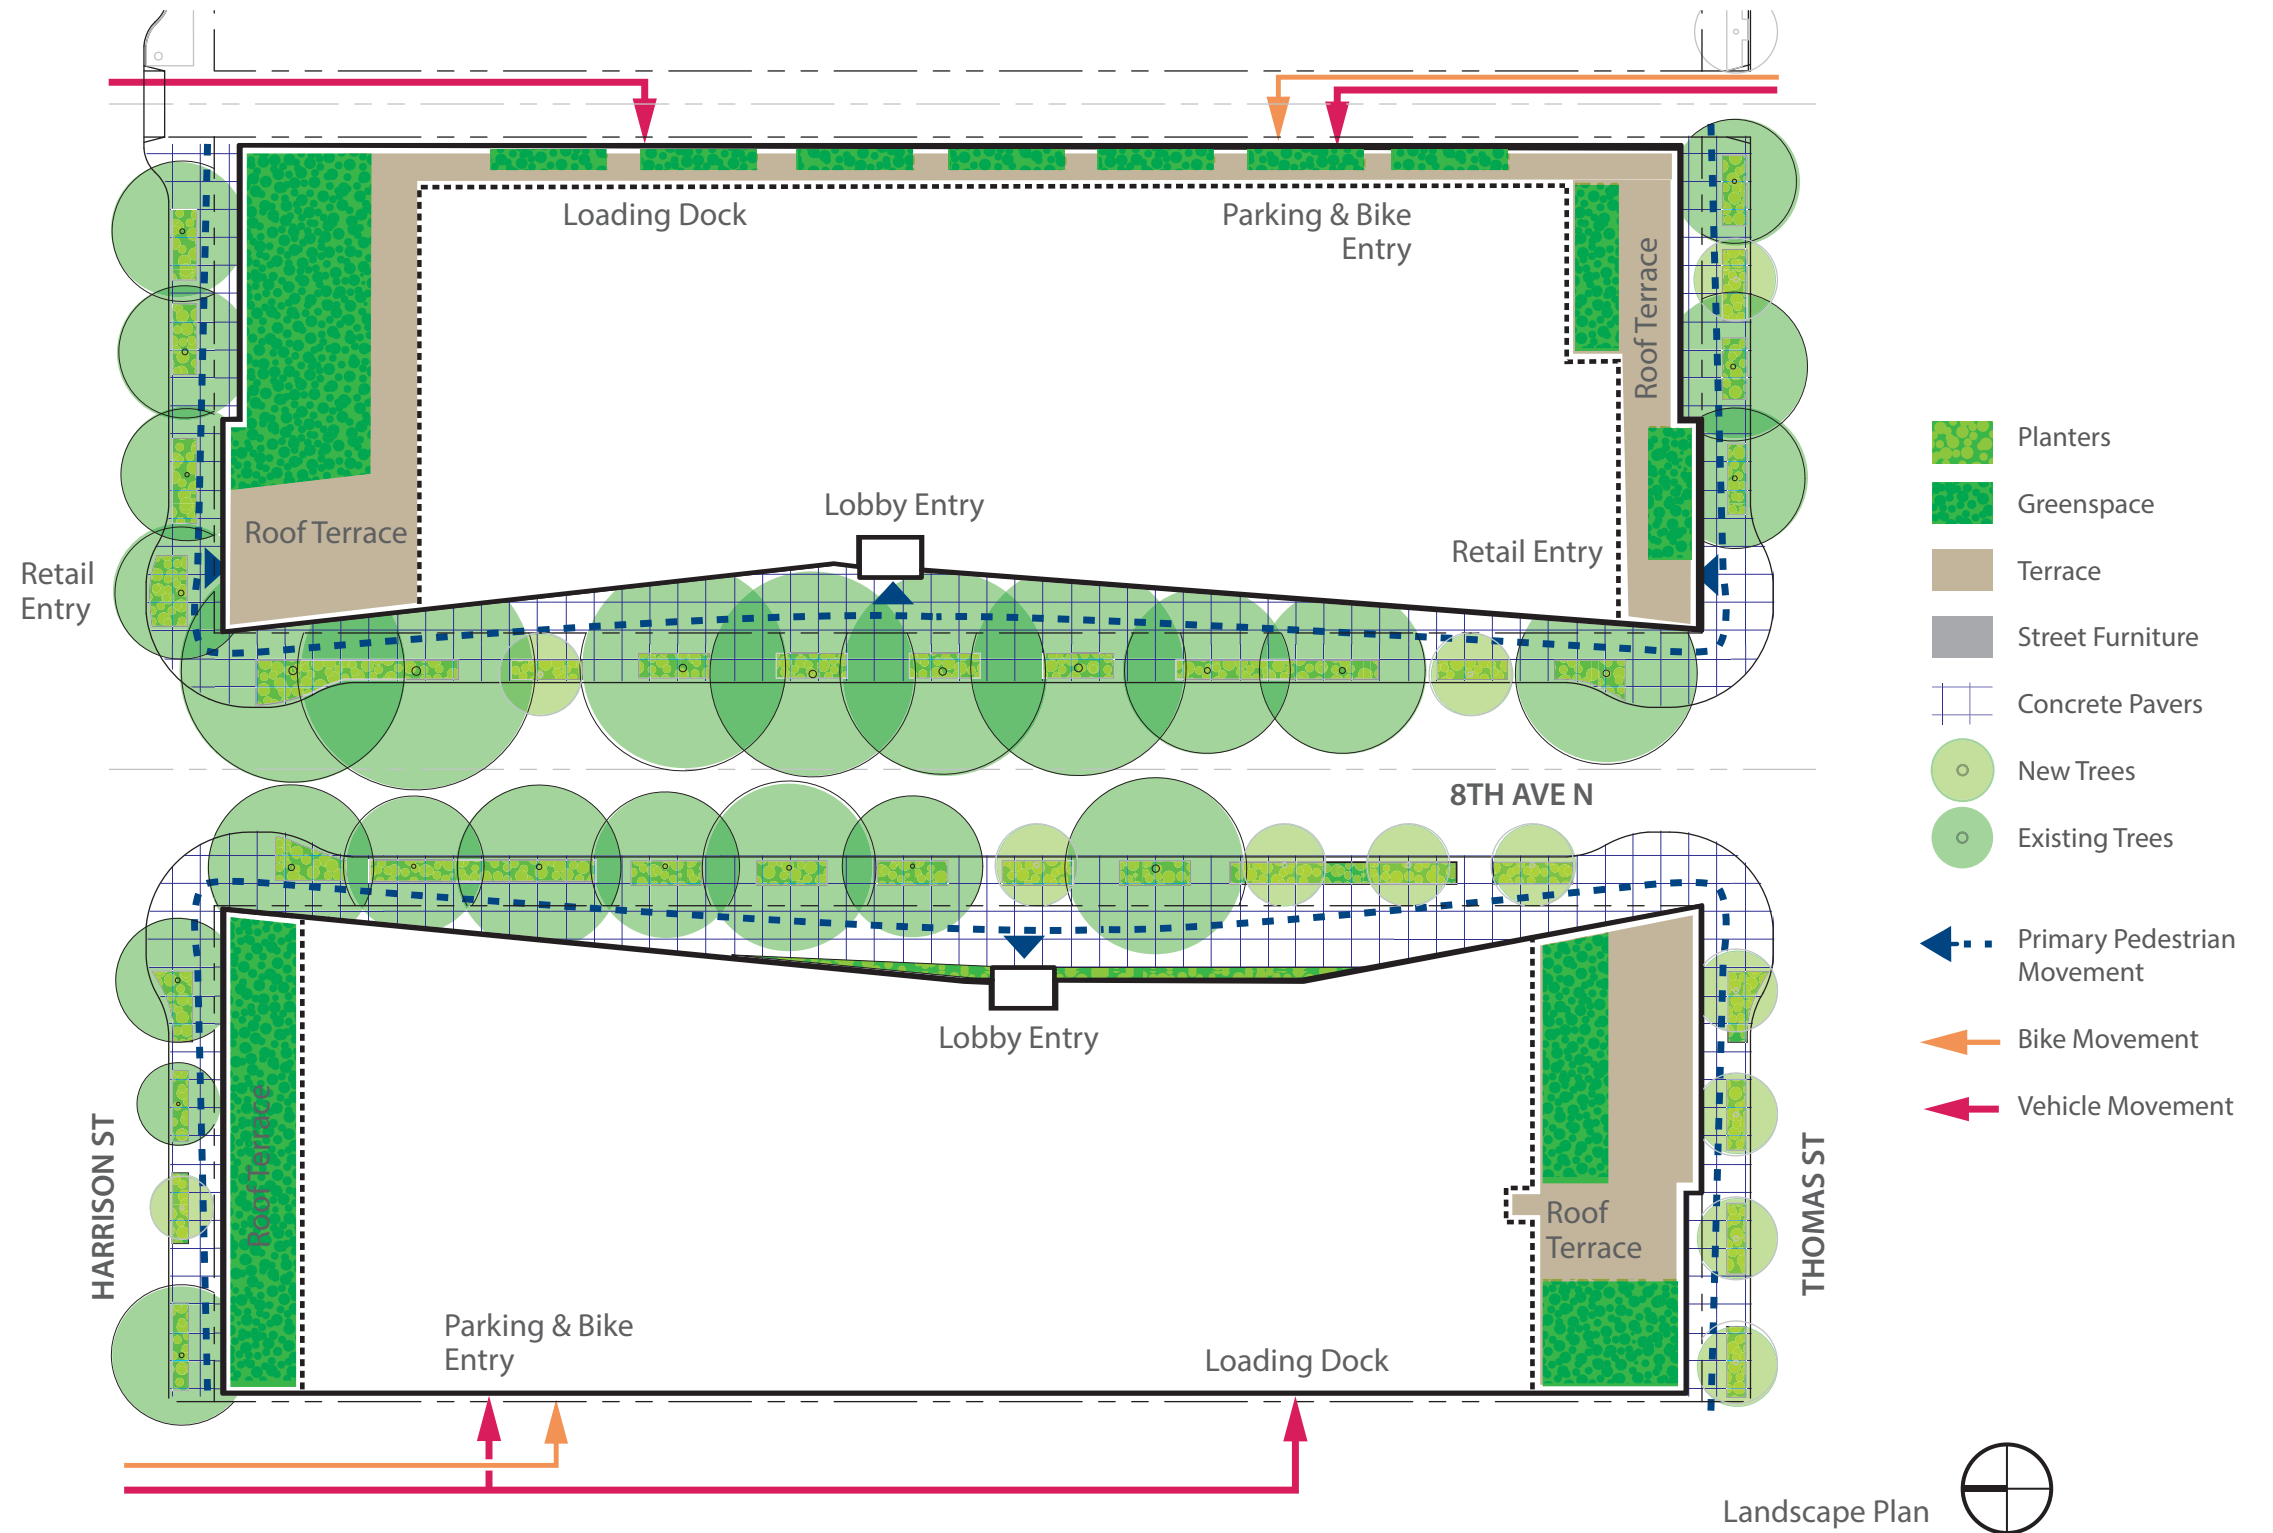 Loading Dock
Parking & Bike
Entry
Roof Terrace
Lobby Entry
Roof Terrace
Retail Entry
Retail
Entry
8TH AVE N
Lobby Entry
Roof Terrace
HARRISON ST
THOMAS ST
Roof
Terrace
Parking & Bike
Entry
Loading Dock
Planters
Greenspace
Terrace
Street Furniture
Concrete Pavers
New Trees
Existing Trees
Primary Pedestrian
Movement
Bike Movement
Vehicle Movement
Landscape Plan